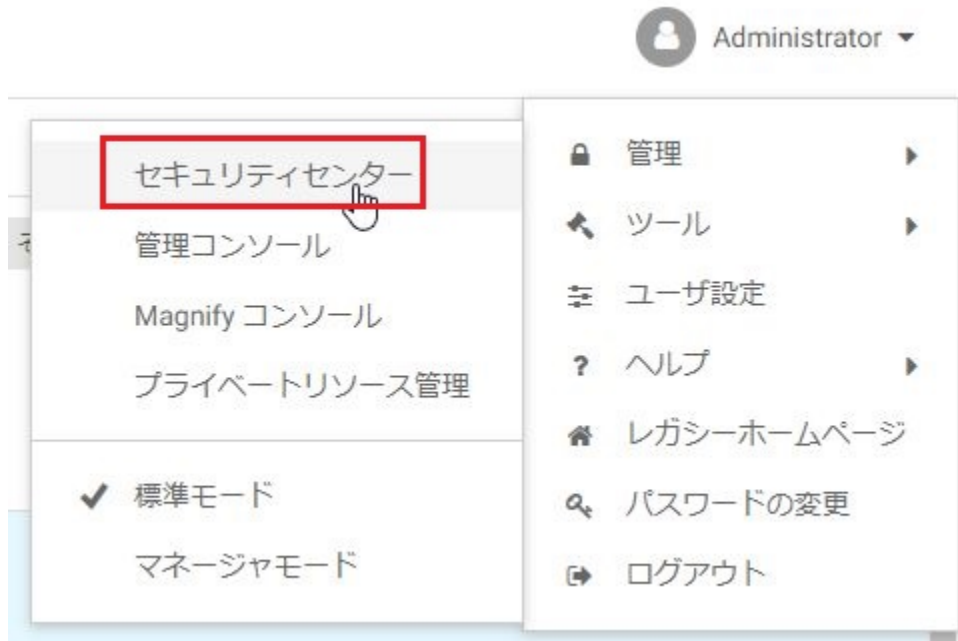 Administrator
管理
ツール
ユーザ設定
?
ヘルプ
レガシーホームページ
パスワードの変更
ログアウト
セキュリティセンター
管理コンソール
Magnify コンソール
プライベートリソース管理
標準モード
マネージャモード